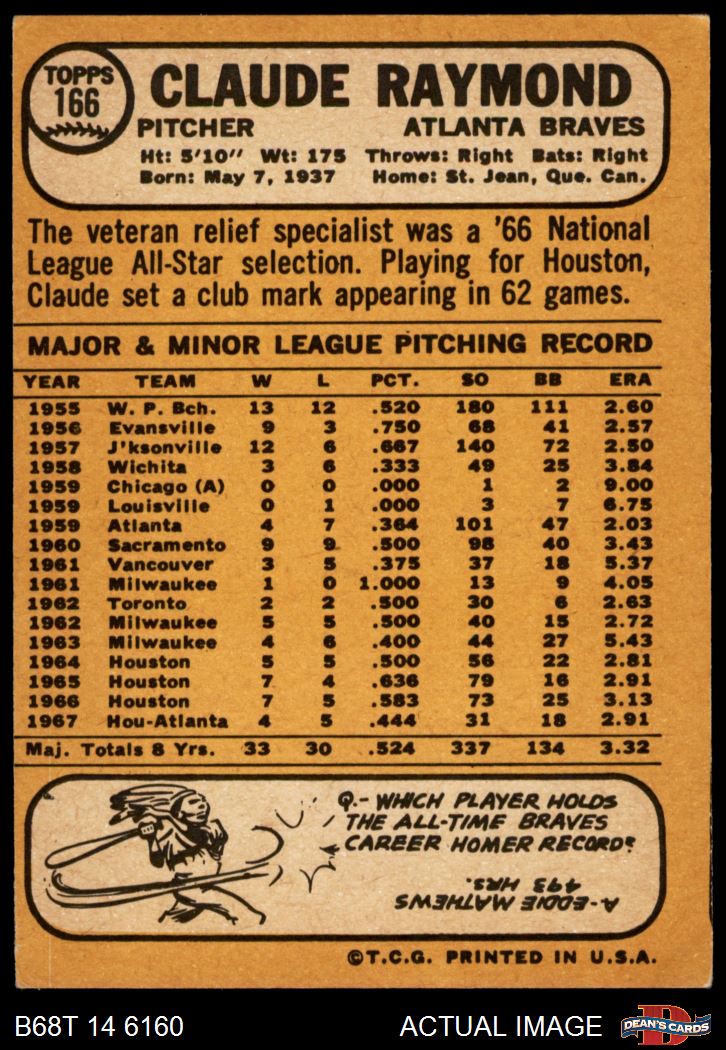 TOPPS
166
CLAUDE RAYMOND
PITCHER ATLANTA BRAVES
Ht: 5'10" Wt: 175 Throws: Right Bats: Right
Born: May 7, 1937 Home: St. Jean, Que. Can.
The veteran relief specialist was a '66 National
League All-Star selection. Playing for Houston,
Claude set a club mark appearing in 62 games.
MAJOR & MINOR LEAGUE PITCHING RECORD
YEAR TEAM W L PCT. SO BB ERA
1955 W. P. Bch. 13 12 .520 180 111 2.60
1956 Evansville 9 3 .750 68 41 2.57
1957 J'ksonville 12 6 .667 140 72 2.50
1958 Wichita 3 6 .333 49 25 3.84
1959 Chicago (A) 0 0 .000 1 2 9.00
1959 Louisville 0 1 .000 3 7 6.75
1959 Atlanta 4 7 .364 101 47 2.03
1960 Sacramento 9 9 .500 98 40 3.43
1961 Vancouver 3 5 .375 37 18 5.37
1961 Milwaukee 1 0 1.000 13 9 4.05
1962 Toronto 2 2 .500 30 6 2.63
1962 Milwaukee 5 5 .500 40 15 2.72
1963 Milwaukee 4 6 .400 44 27 5.43
1964 Houston 5 5 .500 56 22 2.81
1965 Houston 7 4 .636 79 16 2.91
1966 Houston 7 5 .583 73 25 3.13
1967 Hou-Atlanta 4 5 .444 31 18 2.91
Maj. Totals 8 Yrs. 33 30 .524 337 134 3.32
Q.- WHICH PLAYER HOLDS
THE ALL-TIME BRAVES
CAREER HOMER RECORD?
A-EDDIE MATHEWS
493 HRS.
©T.C.G. PRINTED IN U.S.A.
B68T 14 6160 ACTUAL IMAGE
D
DEAN'S CARDS